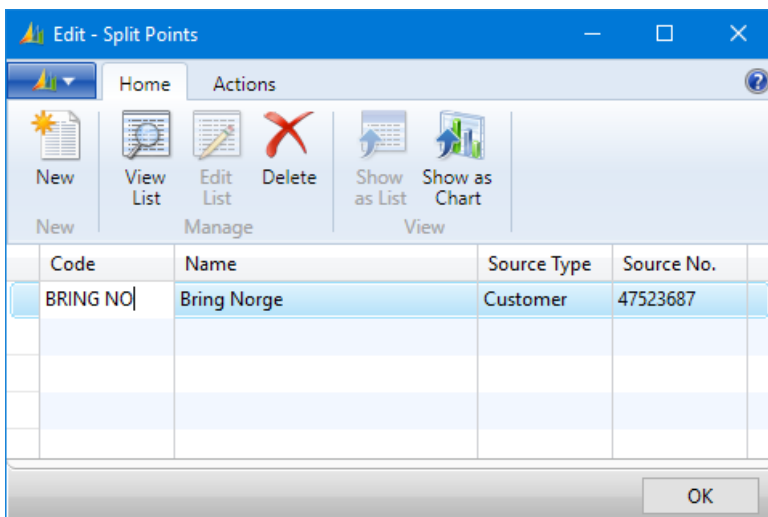 Edit - Split Points
Home Actions
New View List Edit List Delete Show as List Show as Chart
New Manage View
Code Name Source Type Source No.
BRING NO Bring Norge Customer 47523687
OK